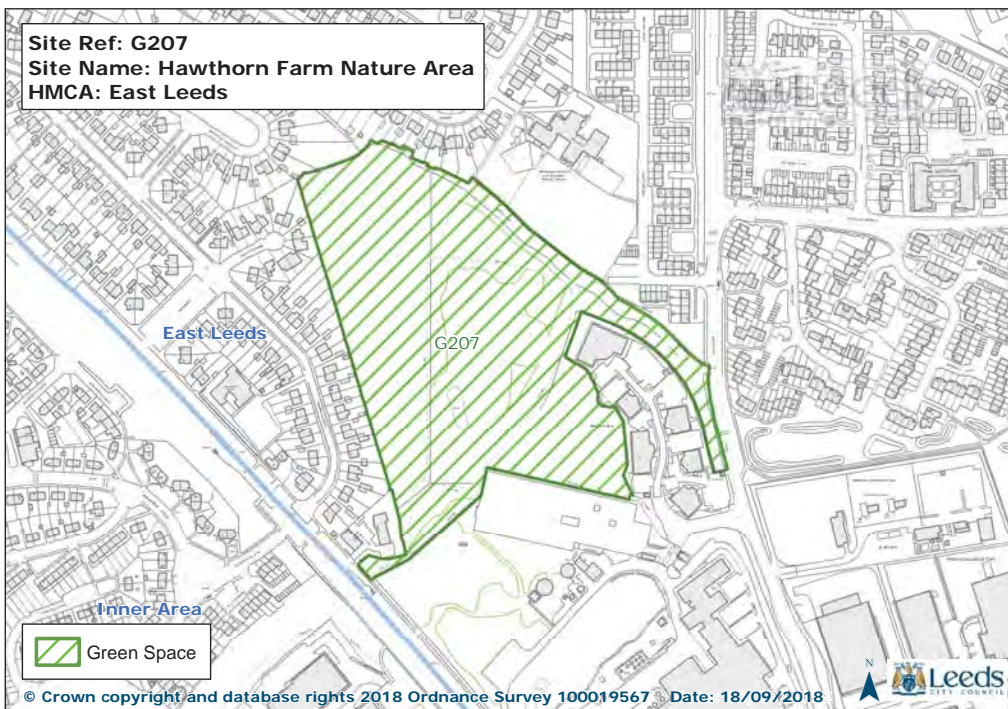 Site Ref: G207
Site Name: Hawthorn Farm Nature Area
HMCA: East Leeds
East Leeds
G207
Inner Area
Green Space
N
Leeds
CITY COUNCIL
© Crown copyright and database rights 2018 Ordnance Survey 100019567 Date: 18/09/2018